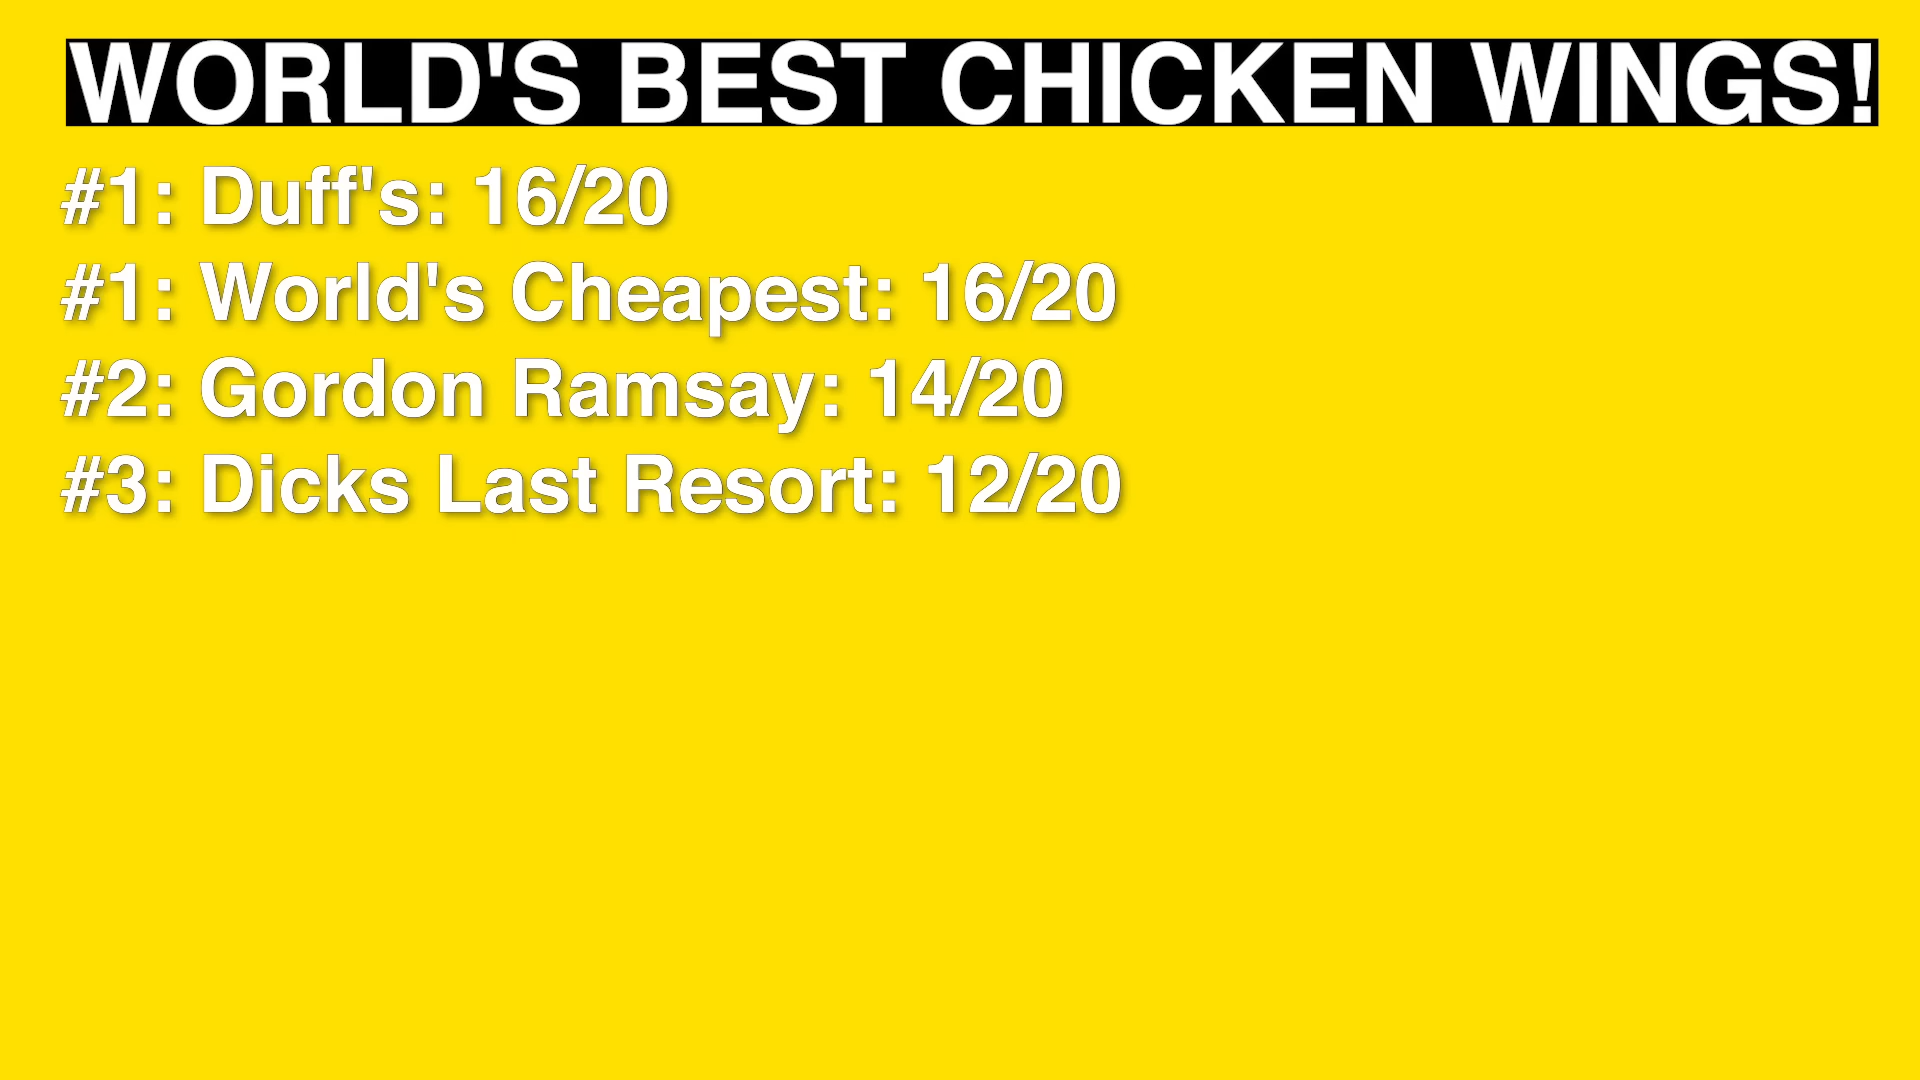 WORLD'S BEST CHICKEN WINGS!
#1: Duff's: 16/20
#1: World's Cheapest: 16/20
#2: Gordon Ramsay: 14/20
#3: Dicks Last Resort: 12/20